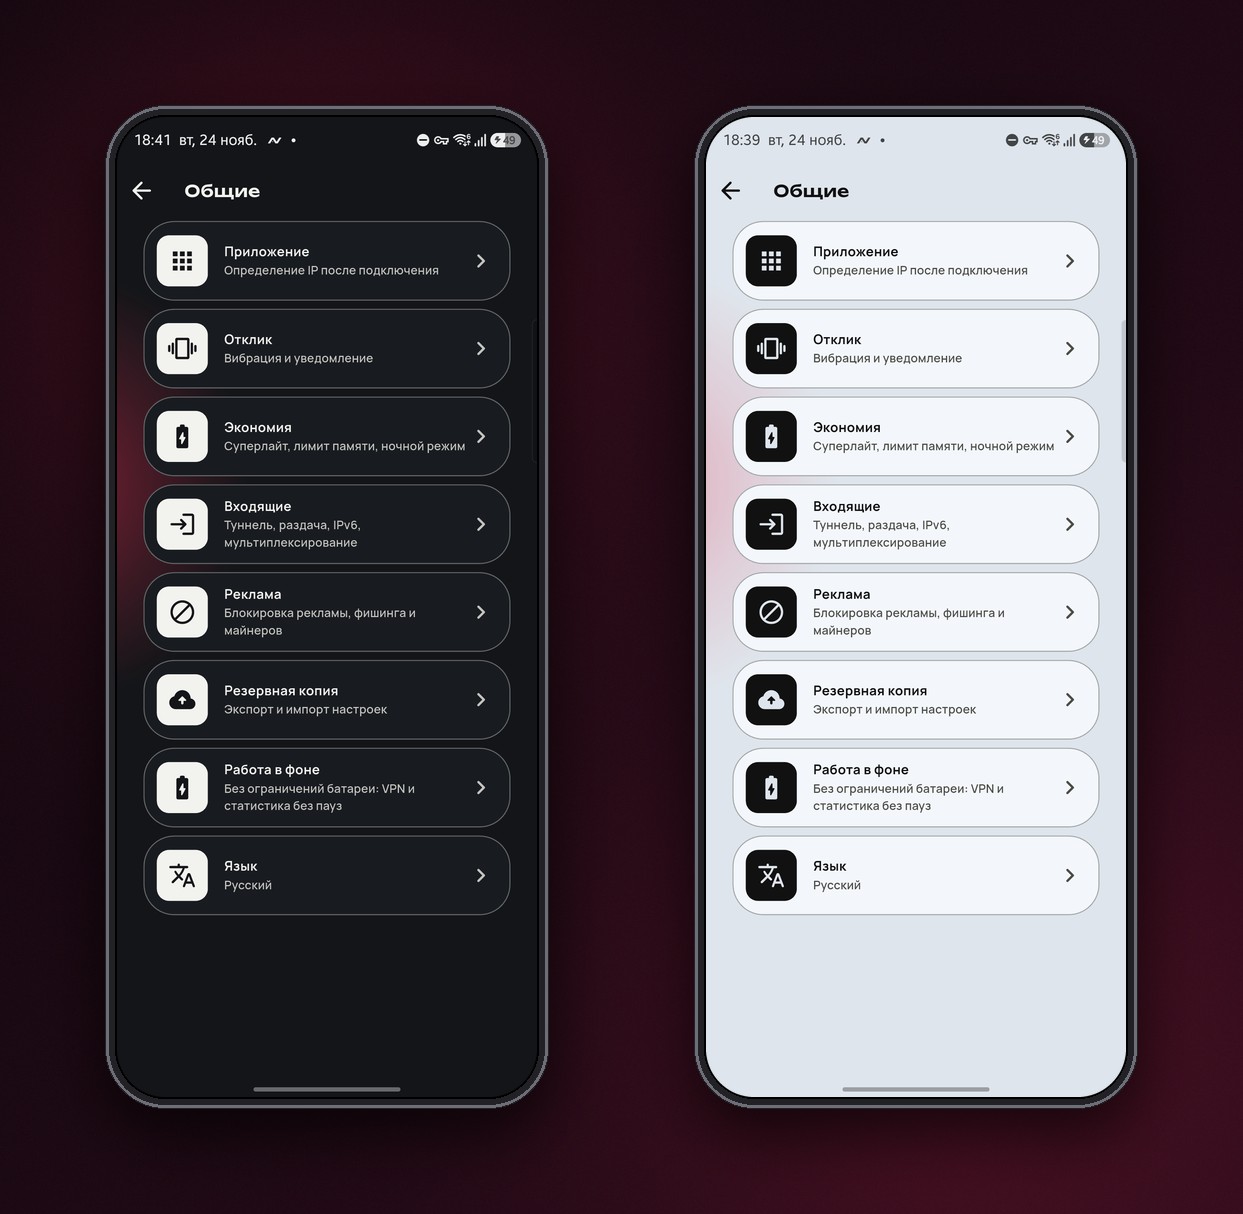 18:41 вт, 24 нояб.
49
Общие
Приложение
Определение IP после подключения
Отклик
Вибрация и уведомление
Экономия
Суперлайт, лимит памяти, ночной режим
Входящие
Туннель, раздача, IPv6,
мультиплексирование
Реклама
Блокировка рекламы, фишинга и
майнеров
Резервная копия
Экспорт и импорт настроек
Работа в фоне
Без ограничений батареи: VPN и
статистика без пауз
Язык
Русский
18:39 вт, 24 нояб.
49
Общие
Приложение
Определение IP после подключения
Отклик
Вибрация и уведомление
Экономия
Суперлайт, лимит памяти, ночной режим
Входящие
Туннель, раздача, IPv6,
мультиплексирование
Реклама
Блокировка рекламы, фишинга и
майнеров
Резервная копия
Экспорт и импорт настроек
Работа в фоне
Без ограничений батареи: VPN и
статистика без пауз
Язык
Русский